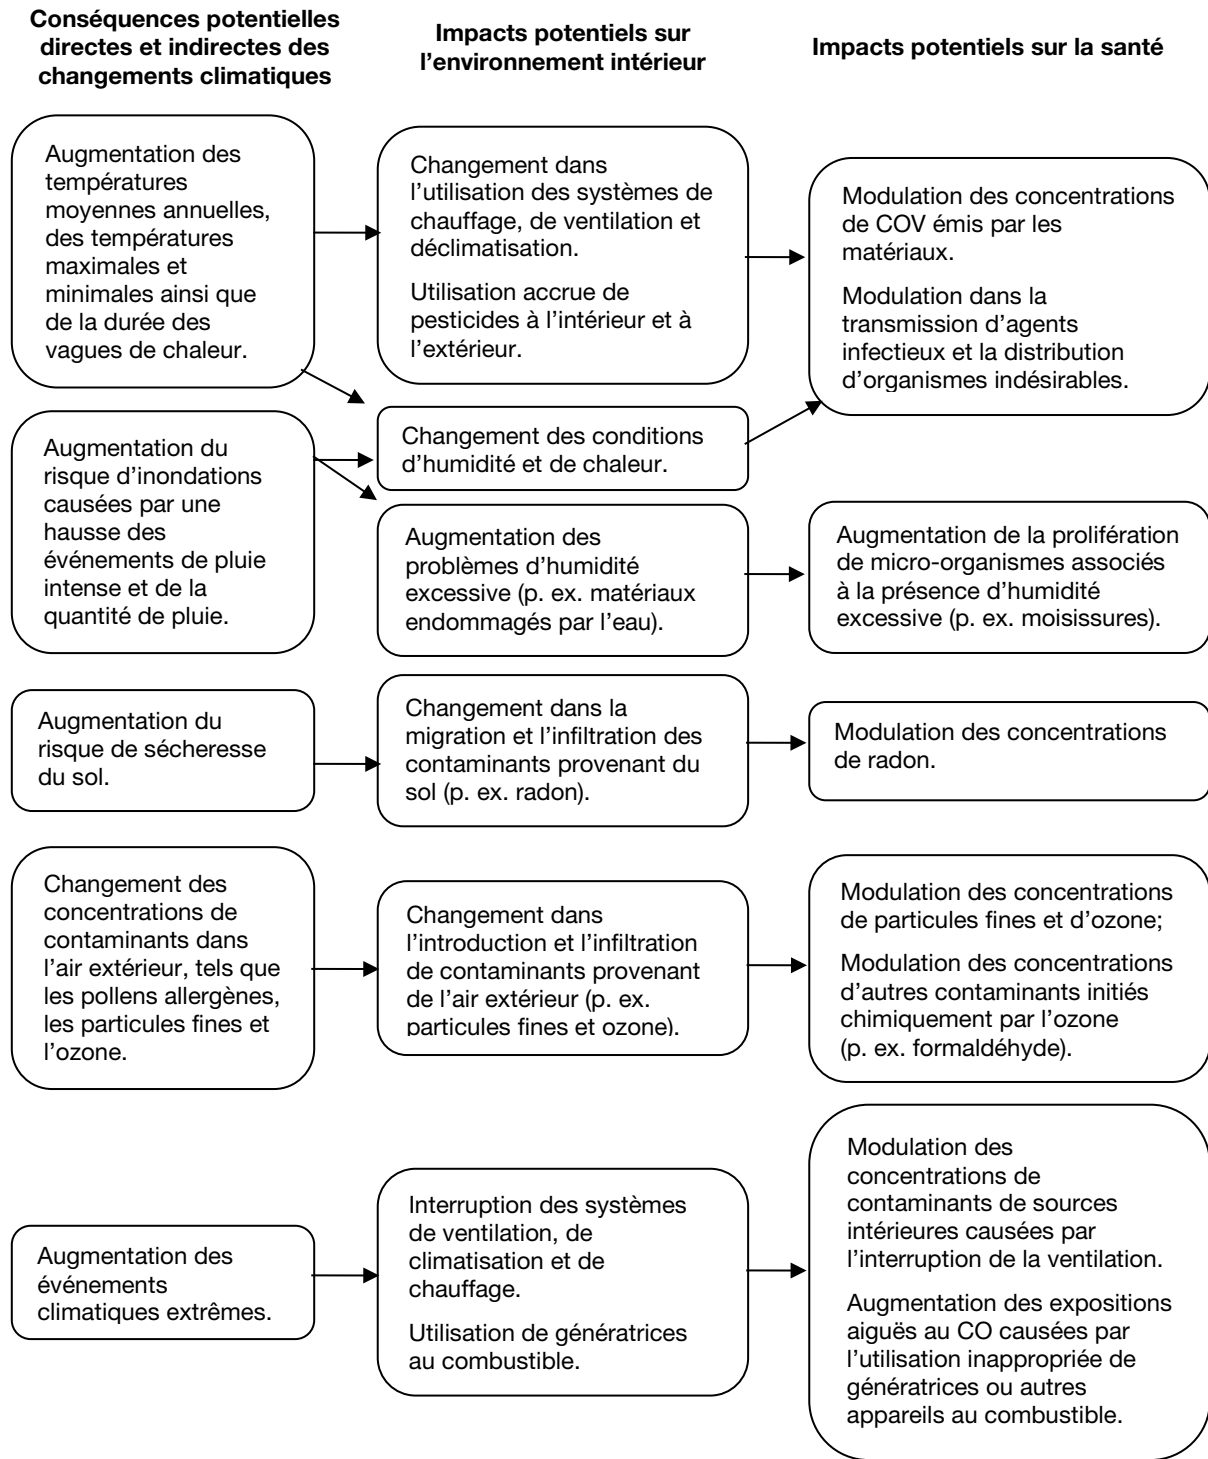 Conséquences potentielles
directes et indirectes des
changements climatiques
Impacts potentiels sur
l'environnement intérieur
Impacts potentiels sur la santé
Augmentation des
températures
moyennes annuelles,
des températures
maximales et
minimales ainsi que
de la durée des
vagues de chaleur.
Changement dans
l'utilisation des systèmes de
chauffage, de ventilation et
déclimatisation.
Utilisation accrue de
pesticides à l'intérieur et à
l'extérieur.
Modulation des concentrations
de COV émis par les
matériaux.
Modulation dans la
transmission d'agents
infectieux et la distribution
d'organismes indésirables.
Changement des conditions
d'humidité et de chaleur.
Augmentation du
risque d'inondations
causées par une
hausse des
événements de pluie
intense et de la
quantité de pluie.
Augmentation des
problèmes d'humidité
excessive (p. ex. matériaux
endommagés par l'eau).
Augmentation de la prolifération
de micro-organismes associés
à la présence d'humidité
excessive (p. ex. moisissures).
Augmentation du
risque de sécheresse
du sol.
Changement dans la
migration et l'infiltration des
contaminants provenant du
sol (p. ex. radon).
Modulation des concentrations
de radon.
Changement des
concentrations de
contaminants dans
l'air extérieur, tels que
les pollens allergènes,
les particules fines et
l'ozone.
Changement dans
l'introduction et l'infiltration
de contaminants provenant
de l'air extérieur (p. ex.
particules fines et ozone).
Modulation des concentrations
de particules fines et d'ozone;
Modulation des concentrations
d'autres contaminants initiés
chimiquement par l'ozone
(p. ex. formaldéhyde).
Augmentation des
événements
climatiques extrêmes.
Interruption des systèmes
de ventilation, de
climatisation et de
chauffage.
Utilisation de génératrices
au combustible.
Modulation des
concentrations de
contaminants de sources
intérieures causées par
l'interruption de la ventilation.
Augmentation des expositions
aiguës au CO causées par
l'utilisation inappropriée de
génératrices ou autres
appareils au combustible.